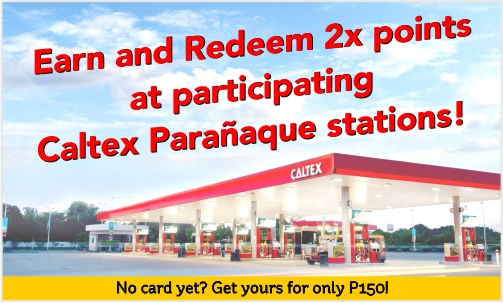 Earn and Redeem 2x points
at participating
Caltex Parañaque stations!
CALTEX
No card yet? Get yours for only P150!